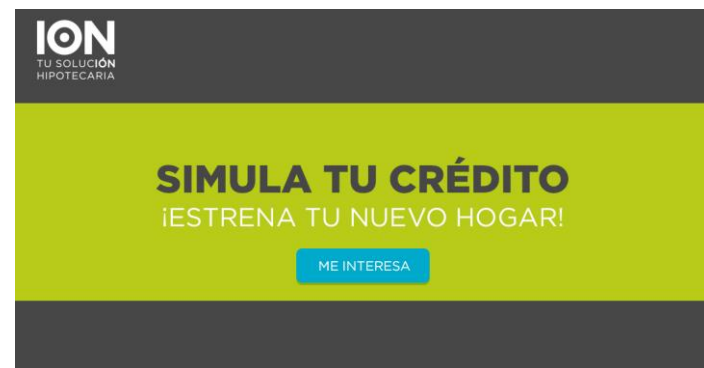 ION
TU SOLUCIÓN
HIPOTECARIA
SIMULA TU CRÉDITO
¡ESTRENA TU NUEVO HOGAR!
ME INTERESA